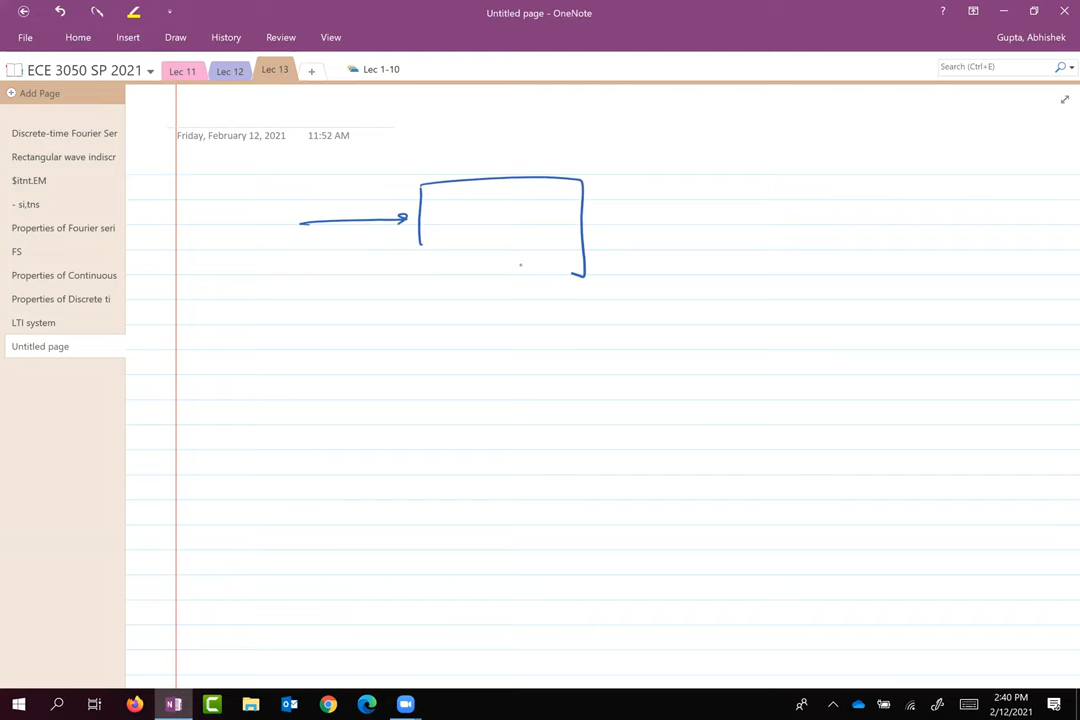 Untitled page - OneNote
?
File Home Insert Draw History Review View
Gupta, Abhishek
ECE 3050 SP 2021
Lec 11
Lec 12
Lec 13
+
Lec 1-10
Search (Ctrl+E)
Add Page
Friday, February 12, 2021 11:52 AM
Discrete-time Fourier Ser
Rectangular wave indiscr
$itnt.EM
- si,tns
Properties of Fourier seri
FS
Properties of Continuous
Properties of Discrete ti
LTI system
Untitled page
2:40 PM
2/12/2021